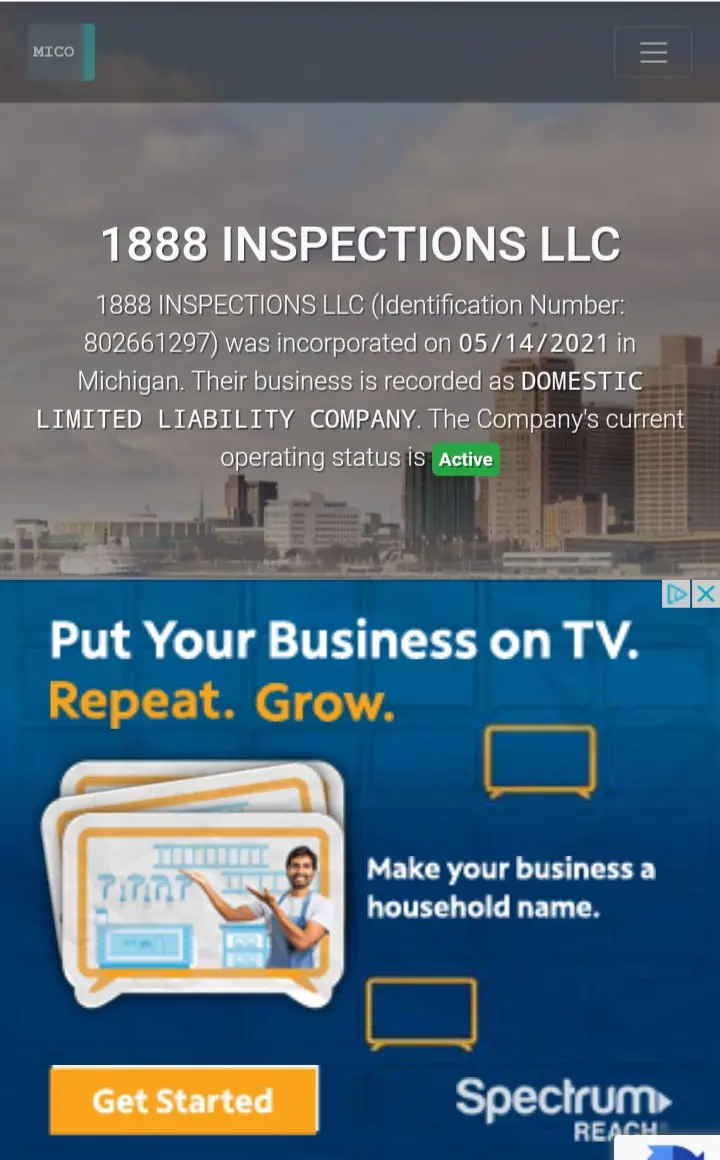 MICO
1888 INSPECTIONS LLC
1888 INSPECTIONS LLC (Identification Number:
802661297) was incorporated on 05/14/2021 in
Michigan. Their business is recorded as DOMESTIC
LIMITED LIABILITY COMPANY. The Company's current
operating status is Active
Put Your Business on TV.
Repeat. Grow.
Make your business a
household name.
Get Started
Spectrum
REACH